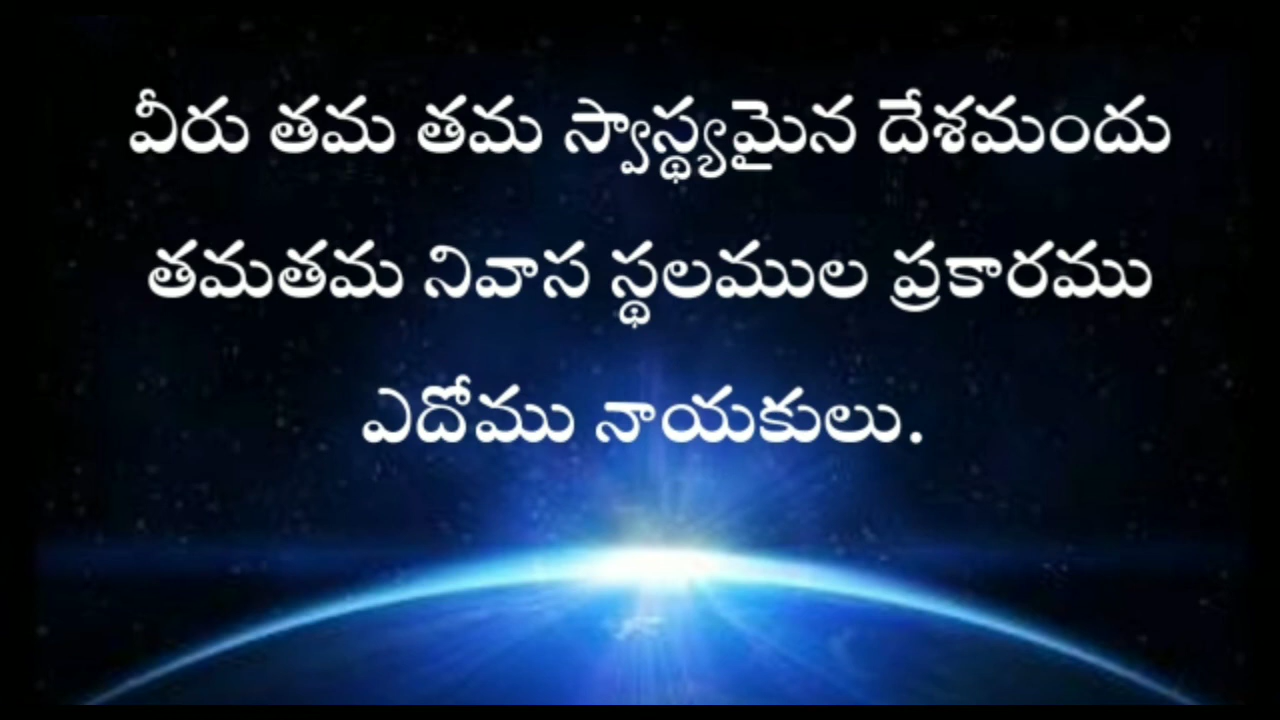 వీరు తమ తమ స్వాస్థ్యమైన దేశమందు
తమతమ నివాస స్థలముల ప్రకారము
ఎదోము నాయకులు.